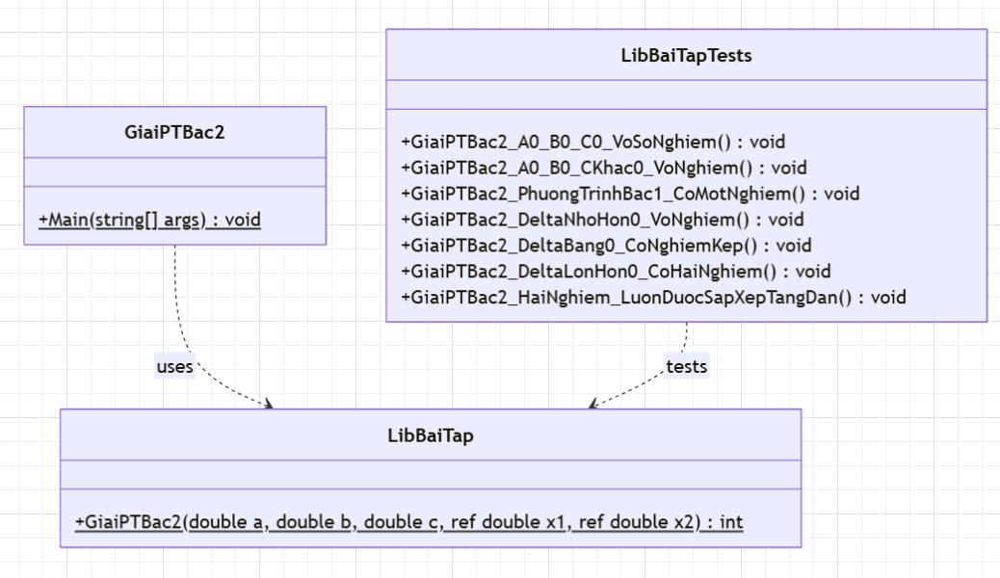 LibBaiTapTests
+GiaiPTBac2_A0_B0_C0_VoSoNghiem() : void
+GiaiPTBac2_A0_B0_CKhac0_VoNghiem() : void
+GiaiPTBac2_PhuongTrinhBac1_CoMotNghiem() : void
+GiaiPTBac2_DeltaNhoHon0_VoNghiem() : void
+GiaiPTBac2_DeltaBang0_CoNghiemKep() : void
+GiaiPTBac2_DeltaLonHon0_CoHaiNghiem() : void
+GiaiPTBac2_HaiNghiem_LuonDuocSapXepTangDan() : void
GiaiPTBac2
+Main(string[] args) : void
uses
tests
LibBaiTap
+GiaiPTBac2(double a, double b, double c, ref double x1, ref double x2) : int